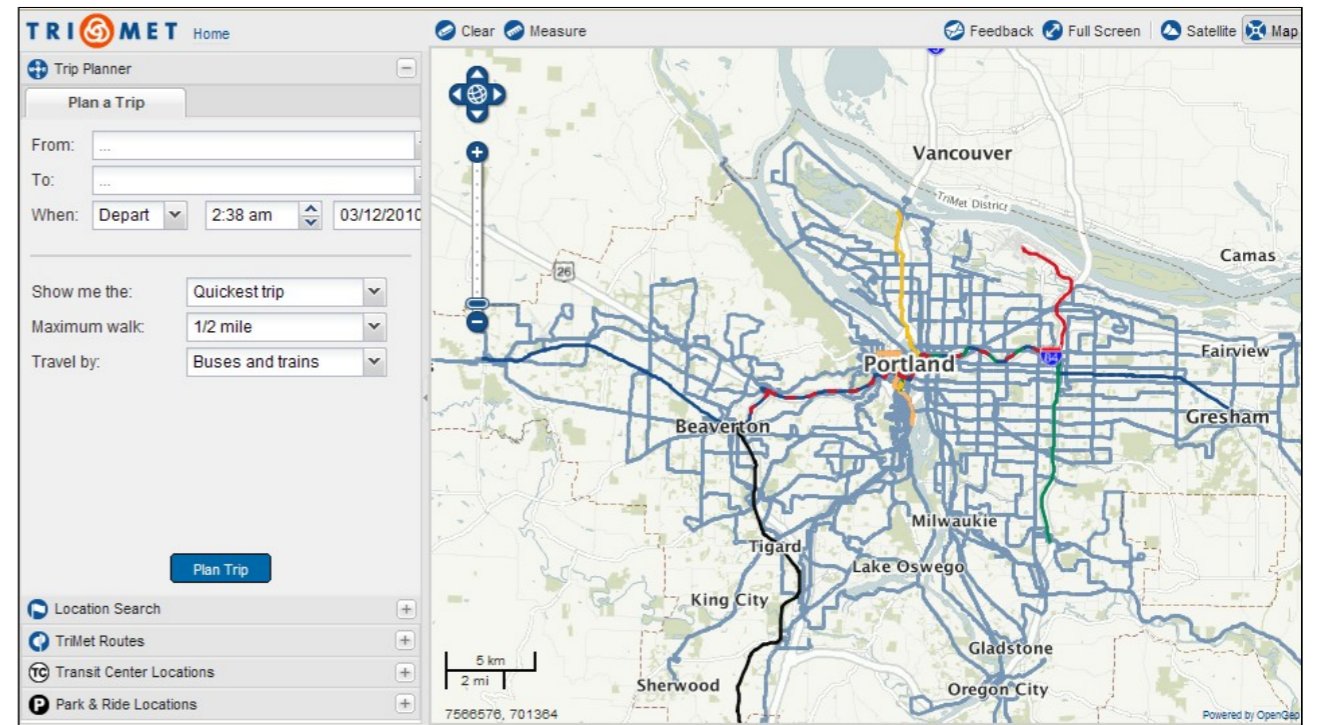 TRI MET Home
Clear Measure
Feedback Full Screen Satellite Map
Trip Planner
Plan a Trip
From: ...
To: ...
When: Depart 2:38 am 03/12/2010
Show me the: Quickest trip
Maximum walk: 1/2 mile
Travel by: Buses and trains
Plan Trip
Location Search
TriMet Routes
TC Transit Center Locations
P Park & Ride Locations
Vancouver
TriMet District
Camas
26
Portland
84
Fairview
Gresham
Beaverton
Milwaukie
Tigard
Lake Oswego
King City
Gladstone
Sherwood
Oregon City
5 km
2 mi
7566576, 701364
Powered by OpenGeo